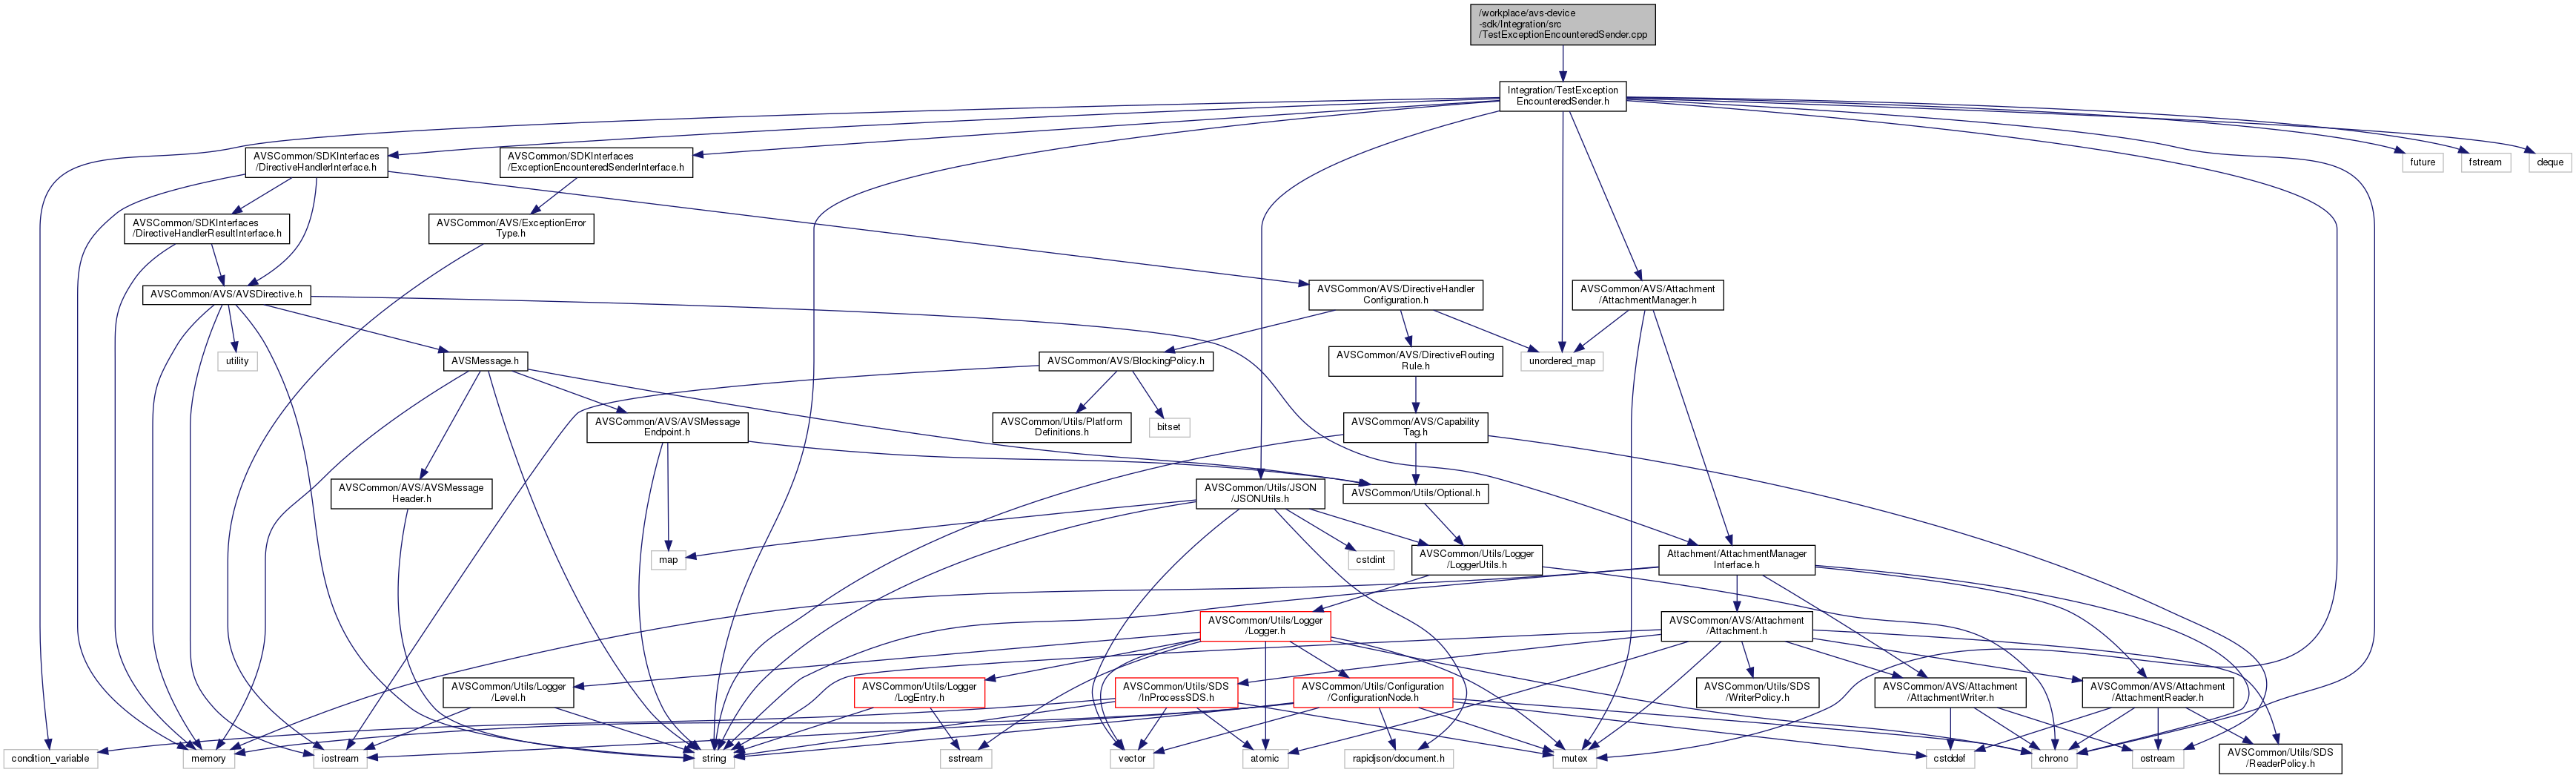 /workplace/avs-device
-sdk/Integration/src
/TestExceptionEncounteredSender.cpp
Integration/TestException
EncounteredSender.h
AVSCommon/SDKInterfaces
/DirectiveHandlerInterface.h
AVSCommon/SDKInterfaces
/ExceptionEncounteredSenderInterface.h
future
fstream
deque
AVSCommon/SDKInterfaces
/DirectiveHandlerResultInterface.h
AVSCommon/AVS/ExceptionError
Type.h
AVSCommon/AVS/AVSDirective.h
AVSCommon/AVS/DirectiveHandler
Configuration.h
AVSCommon/AVS/Attachment
/AttachmentManager.h
utility
AVSMessage.h
AVSCommon/AVS/BlockingPolicy.h
AVSCommon/AVS/DirectiveRouting
Rule.h
unordered_map
AVSCommon/AVS/AVSMessage
Endpoint.h
AVSCommon/Utils/Platform
Definitions.h
bitset
AVSCommon/AVS/Capability
Tag.h
AVSCommon/AVS/AVSMessage
Header.h
AVSCommon/Utils/JSON
/JSONUtils.h
AVSCommon/Utils/Optional.h
map
AVSCommon/Utils/Logger
/LoggerUtils.h
cstdint
Attachment/AttachmentManager
Interface.h
AVSCommon/Utils/Logger
/Logger.h
AVSCommon/AVS/Attachment
/Attachment.h
AVSCommon/Utils/Logger
/Level.h
AVSCommon/Utils/Logger
/LogEntry.h
AVSCommon/Utils/SDS
/InProcessSDS.h
AVSCommon/Utils/Configuration
/ConfigurationNode.h
AVSCommon/Utils/SDS
/WriterPolicy.h
AVSCommon/AVS/Attachment
/AttachmentWriter.h
AVSCommon/AVS/Attachment
/AttachmentReader.h
condition_variable
memory
iostream
string
sstream
vector
atomic
rapidjson/document.h
mutex
cstddef
chrono
ostream
AVSCommon/Utils/SDS
/ReaderPolicy.h